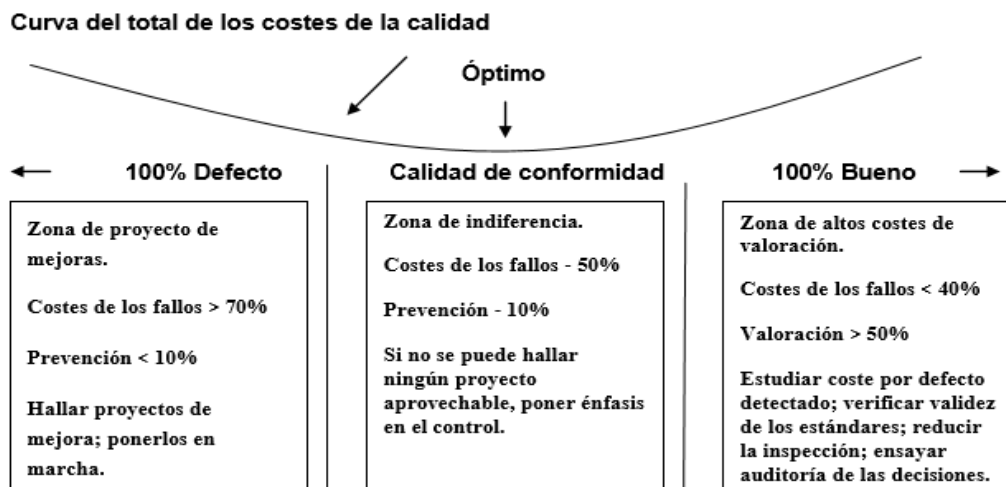 Curva del total de los costes de la calidad
Óptimo
100% Defecto
Calidad de conformidad
100% Bueno
Zona de proyecto de
mejoras.
Costes de los fallos > 70%
Prevención < 10%
Hallar proyectos de
mejora; ponerlos en
marcha.
Zona de indiferencia.
Costes de los fallos - 50%
Prevención - 10%
Si no se puede hallar
ningún proyecto
aprovechable, poner énfasis
en el control.
Zona de altos costes de
valoración.
Costes de los fallos < 40%
Valoración > 50%
Estudiar coste por defecto
detectado; verificar validez
de los estándares; reducir
la inspección; ensayar
auditoría de las decisiones.